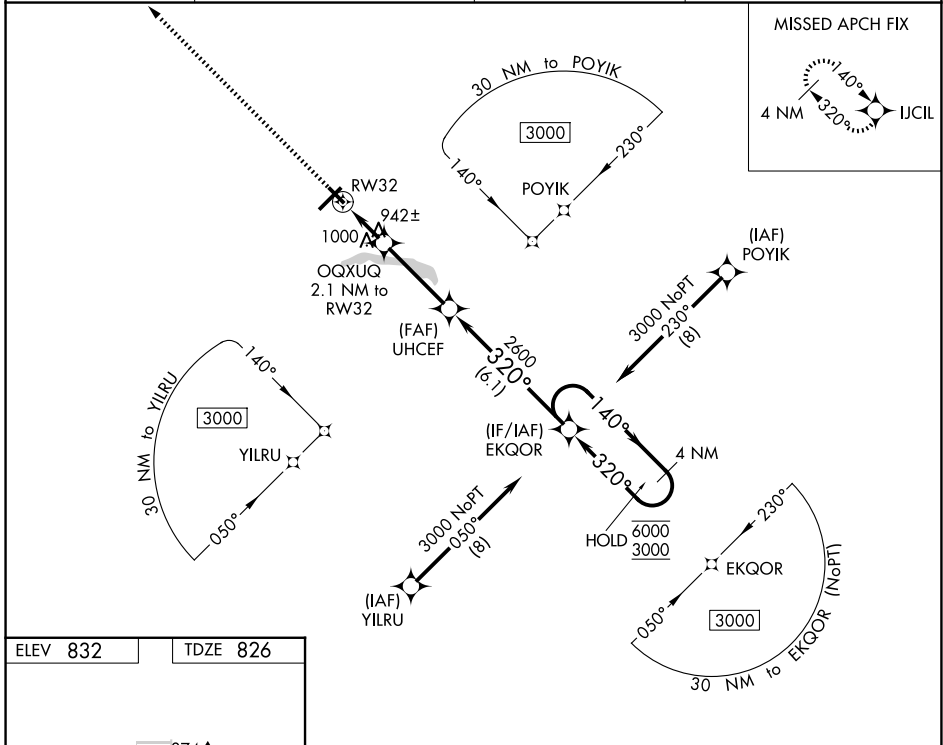 MISSED APCH FIX
140°
4 NM
320°
IJCIL
30 NM to POYIK
3000
140°
230°
POYIK
RW32
942±
1000
OQXUQ
2.1 NM to
RW32
(IAF)
POYIK
3000 NoPT
230°
(8)
(FAF)
UHCEF
2600
320°
(6.1)
30 NM to YILRU
140°
3000
YILRU
050°
(IF/IAF)
EKQOR
140°
320°
4 NM
HOLD
6000
3000
3000 NoPT
050°
(8)
(IAF)
YILRU
230°
EKQOR
050°
3000
30 NM to EKQOR (NoPT)
ELEV 832
TDZE 826